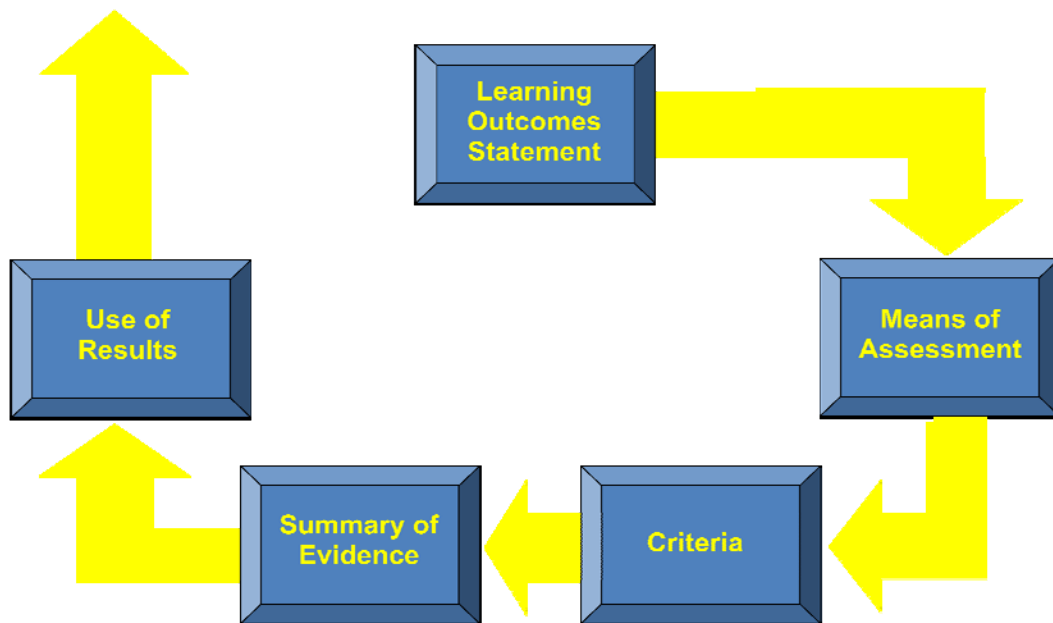 Learning
Outcomes
Statement
Means of
Assessment
Criteria
Summary of
Evidence
Use of
Results